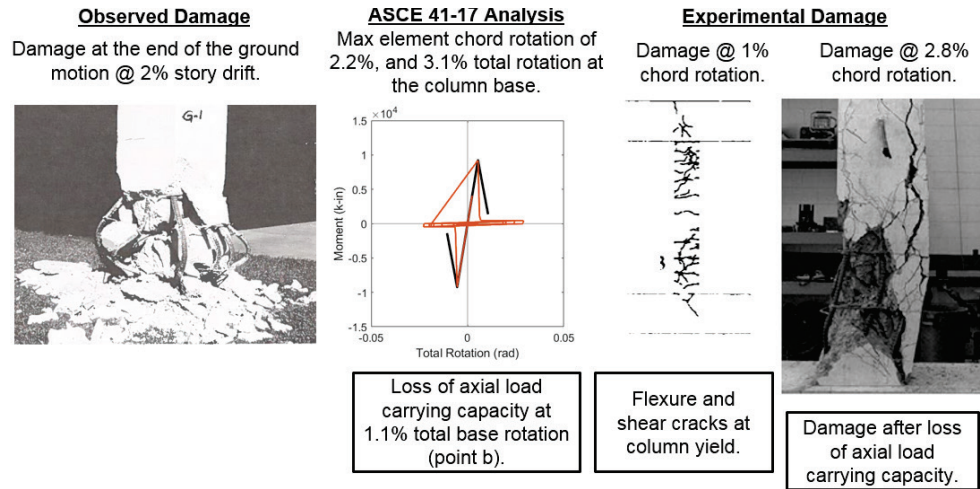 Observed Damage
Damage at the end of the ground
motion @ 2% story drift.
G-1
ASCE 41-17 Analysis
Max element chord rotation of
2.2%, and 3.1% total rotation at
the column base.
×10⁴
1.5
1
0.5
0
-0.5
-1
-1.5
Moment (k-in)
-0.05
0
0.05
Total Rotation (rad)
Loss of axial load
carrying capacity at
1.1% total base rotation
(point b).
Experimental Damage
Damage @ 1%
chord rotation.
Flexure and
shear cracks at
column yield.
Damage @ 2.8%
chord rotation.
Damage after loss
of axial load
carrying capacity.